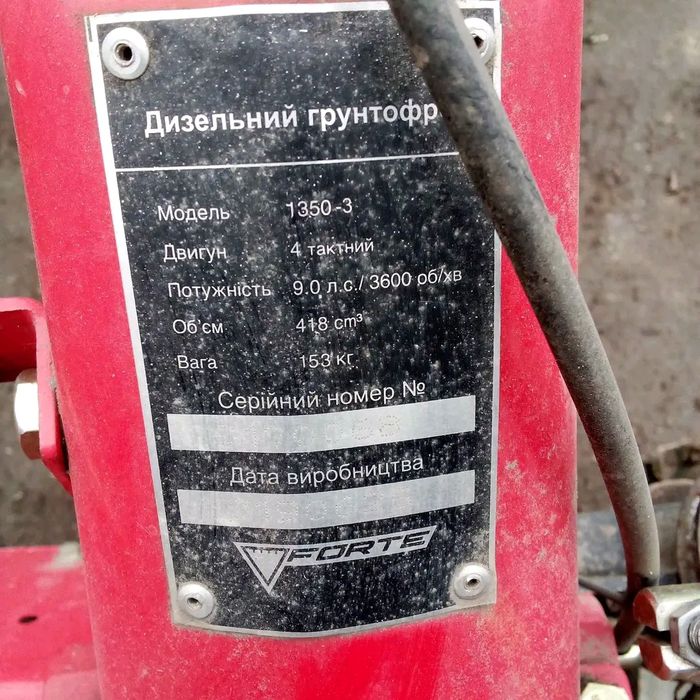 Дизельний грунтофр
Модель 1350-3
Двигун 4 тактний
Потужність 9.0 л.с./ 3600 об/хв
Об'єм 418 cm³
Вага 153 кг.
Серійний номер №
Дата виробництва
FORTE